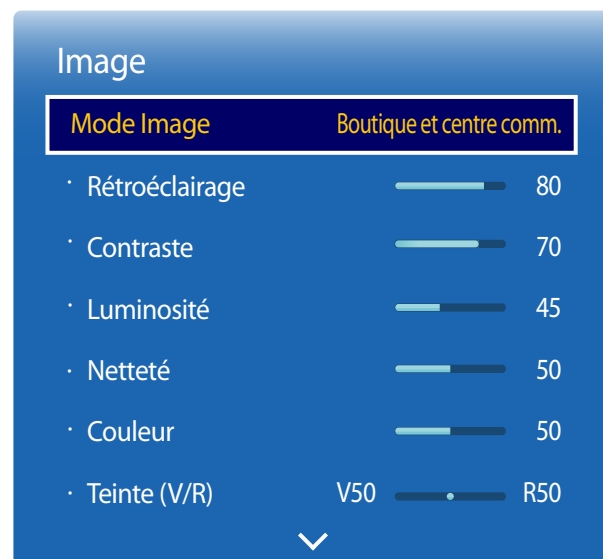 Image
Mode Image Boutique et centre comm.
· Rétroéclairage 80
· Contraste 70
· Luminosité 45
· Netteté 50
· Couleur 50
· Teinte (V/R) V50 R50